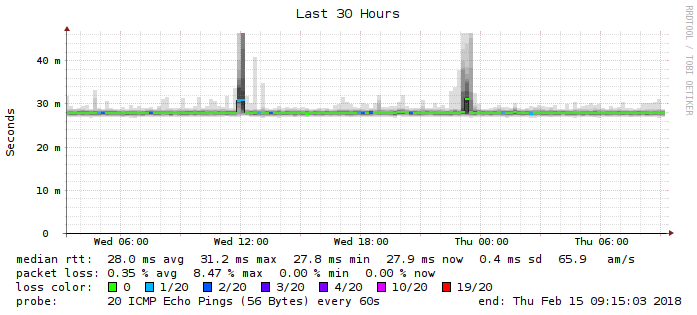 Last 30 Hours
RRDTOOL / TOBI OETIKER
Seconds
40 m
30 m
20 m
10 m
0
Wed 06:00 Wed 12:00 Wed 18:00 Thu 00:00 Thu 06:00
median rtt: 28.0 ms avg 31.2 ms max 27.8 ms min 27.9 ms now 0.4 ms sd 65.9 am/s
packet loss: 0.35 % avg 8.47 % max 0.00 % min 0.00 % now
loss color: 0 1/20 2/20 3/20 4/20 10/20 19/20
probe: 20 ICMP Echo Pings (56 Bytes) every 60s end: Thu Feb 15 09:15:03 2018